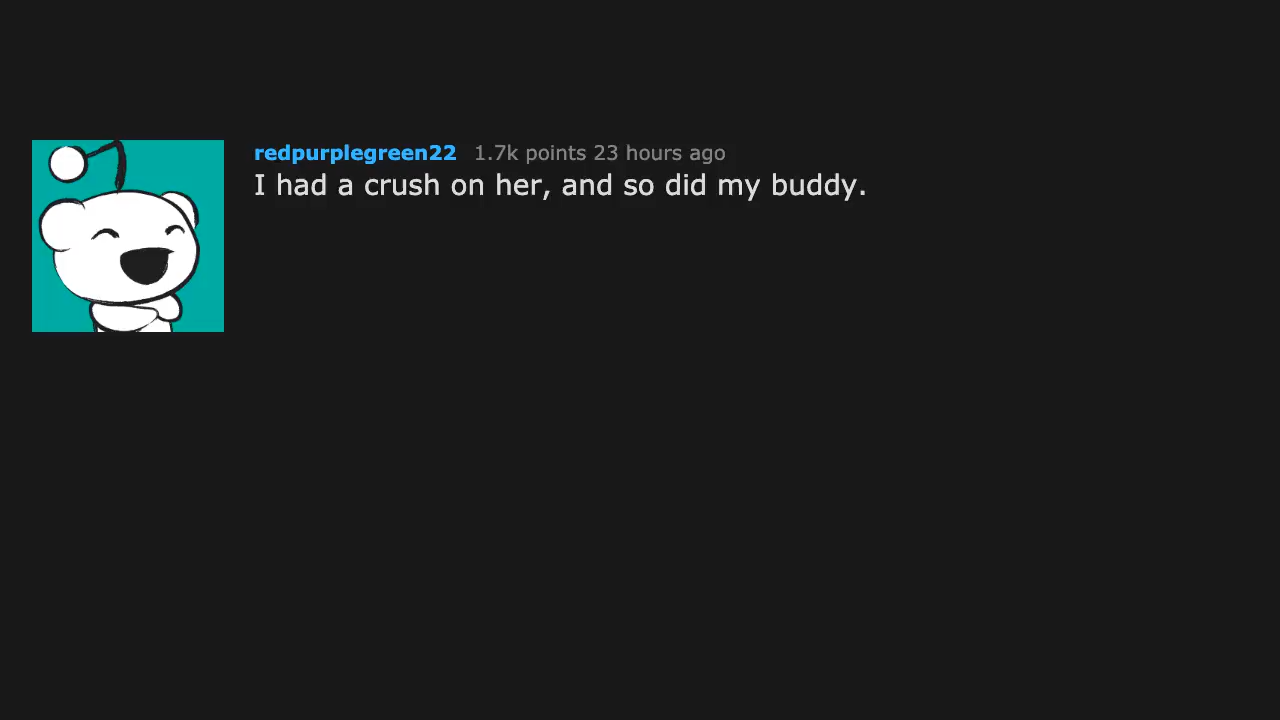 redpurplegreen22 1.7k points 23 hours ago
I had a crush on her, and so did my buddy.